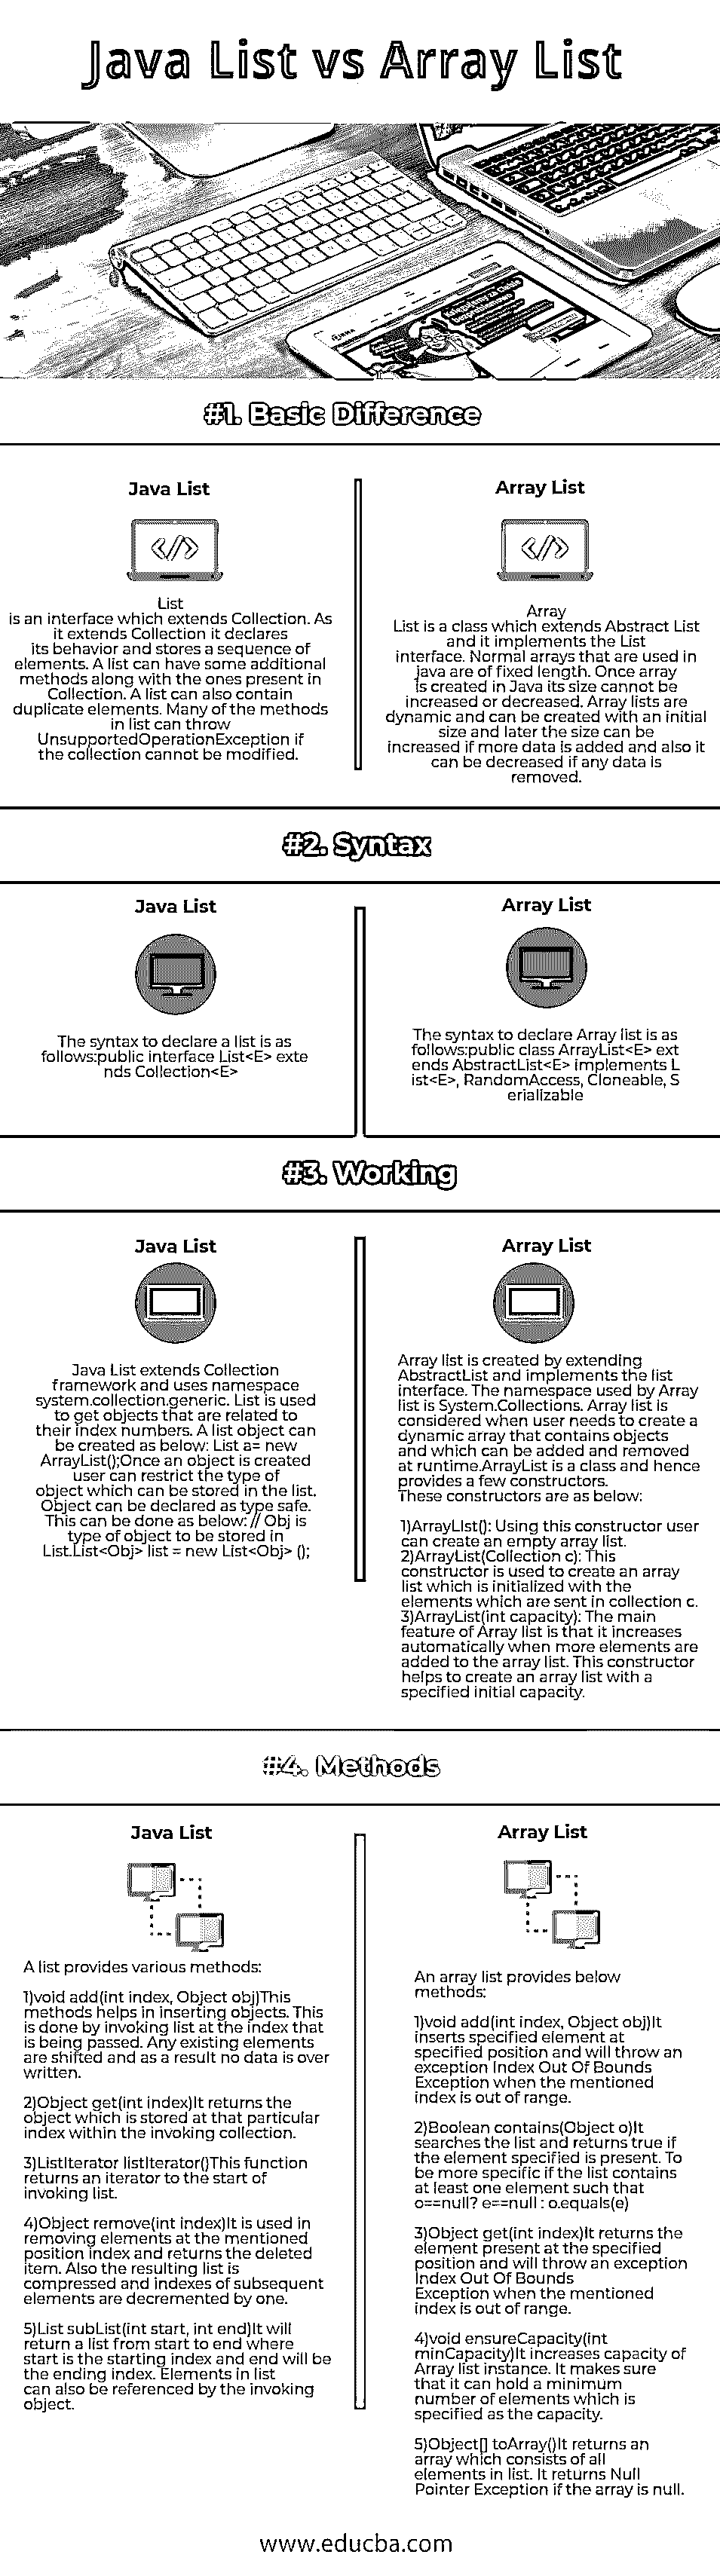 Java List vs Array List
#1. Basic Difference
Java List
List
is an interface which extends Collection. As
it extends Collection it declares
its behavior and stores a sequence of
elements. A list can have some additional
methods along with the ones present in
Collection. A list can also contain
duplicate elements. Many of the methods
in list can throw
UnsupportedOperationException if
the collection cannot be modified.
Array List
Array
List is a class which extends Abstract List
and it implements the List
interface. Normal arrays that are used in
java are of fixed length. Once array
is created in Java its size cannot be
increased or decreased. Array lists are
dynamic and can be created with an initial
size and later the size can be
increased if more data is added and also it
can be decreased if any data is
removed.
#2. Syntax
Java List
The syntax to declare a list is as
follows:public interface List<E> exte
nds Collection<E>
Array List
The syntax to declare Array list is as
follows:public class ArrayList<E> ext
ends AbstractList<E> implements L
ist<E>, RandomAccess, Cloneable, S
erializable
#3. Working
Java List
Java List extends Collection
framework and uses namespace
system.collection.generic. List is used
to get objects that are related to
their index numbers. A list object can
be created as below: List a= new
ArrayList();Once an object is created
user can restrict the type of
object which can be stored in the list.
Object can be declared as type safe.
This can be done as below: // Obj is
type of object to be stored in
List.List<Obj> list = new List<Obj> ();
Array List
Array list is created by extending
AbstractList and implements the list
interface. The namespace used by Array
list is System.Collections. Array list is
considered when user needs to create a
dynamic array that contains objects
and which can be added and removed
at runtime.ArrayList is a class and hence
provides a few constructors.
These constructors are as below:
1)ArrayLIst(): Using this constructor user
can create an empty array list.
2)ArrayList(Collection c): This
constructor is used to create an array
list which is initialized with the
elements which are sent in collection c.
3)ArrayList(int capacity): The main
feature of Array list is that it increases
automatically when more elements are
added to the array list. This constructor
helps to create an array list with a
specified initial capacity.
#4. Methods
Java List
A list provides various methods:
1)void add(int index, Object obj)This
methods helps in inserting objects. This
is done by invoking list at the index that
is being passed. Any existing elements
are shifted and as a result no data is over
written.
2)Object get(int index)It returns the
object which is stored at that particular
index within the invoking collection.
3)ListIterator listIterator()This function
returns an iterator to the start of
invoking list.
4)Object remove(int index)It is used in
removing elements at the mentioned
position index and returns the deleted
item. Also the resulting list is
compressed and indexes of subsequent
elements are decremented by one.
5)List subList(int start, int end)It will
return a list from start to end where
start is the starting index and end will be
the ending index. Elements in list
can also be referenced by the invoking
object.
Array List
An array list provides below
methods:
1)void add(int index, Object obj)It
inserts specified element at
specified position and will throw an
exception Index Out Of Bounds
Exception when the mentioned
index is out of range.
2)Boolean contains(Object o)It
searches the list and returns true if
the element specified is present. To
be more specific if the list contains
at least one element such that
o==null? e==null : o.equals(e)
3)Object get(int index)It returns the
element present at the specified
position and will throw an exception
Index Out Of Bounds
Exception when the mentioned
index is out of range.
4)void ensureCapacity(int
minCapacity)It increases capacity of
Array list instance. It makes sure
that it can hold a minimum
number of elements which is
specified as the capacity.
5)Object[] toArray()It returns an
array which consists of all
elements in list. It returns Null
Pointer Exception if the array is null.
www.educba.com